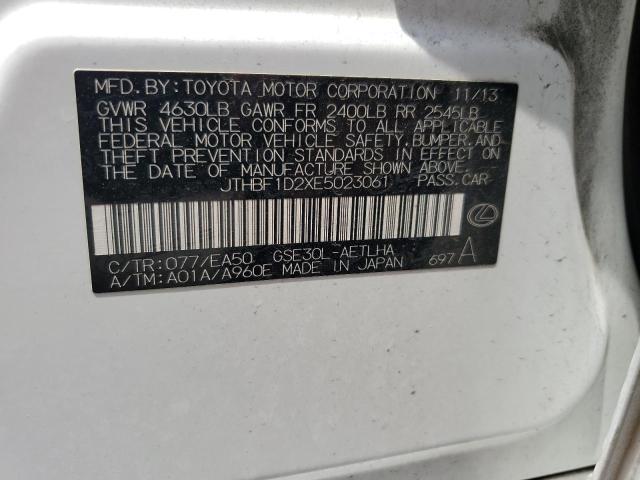 MFD. BY: TOYOTA MOTOR CORPORATION 11/13
GVWR 4630LB GAWR FR 2400LB RR 2545LB
THIS VEHICLE CONFORMS TO ALL APPLICABLE
FEDERAL MOTOR VEHICLE SAFETY, BUMPER, AND
THEFT PREVENTION STANDARDS IN EFFECT ON
THE DATE OF MANUFACTURE SHOWN ABOVE.
JTHBF1D2XE5023061 PASS.CAR
C/TR: 077/EA50 GSE30L-AETLHA
A/TM: A01A/A960E MADE IN JAPAN 697 A